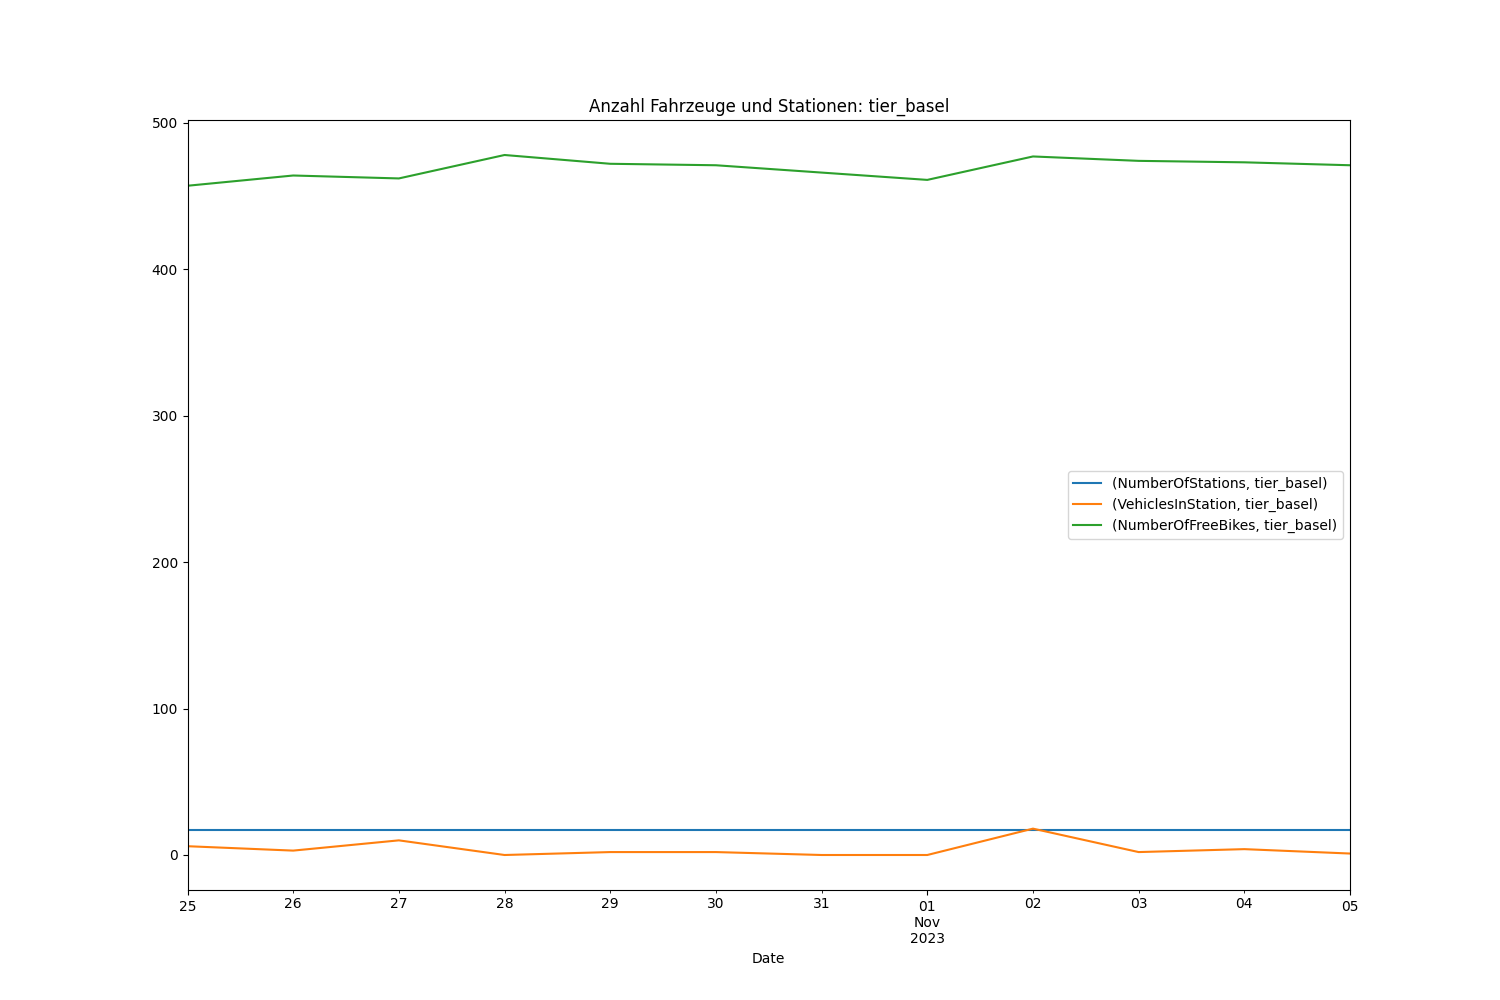 Anzahl Fahrzeuge und Stationen: tier_basel
500
400
300
200
100
0
(NumberOfStations, tier_basel)
(VehiclesInStation, tier_basel)
(NumberOfFreeBikes, tier_basel)
25 26 27 28 29 30 31 01 02 03 04 05
Nov
2023
Date